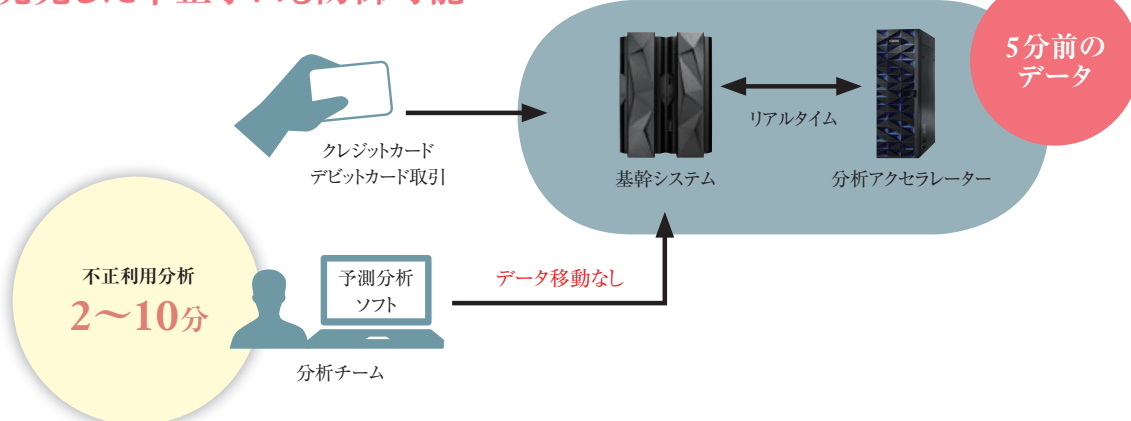 5分前の
データ
リアルタイム
クレジットカード
デビットカード取引
基幹システム
分析アクセラレーター
不正利用分析
2〜10分
予測分析
ソフト
データ移動なし
分析チーム